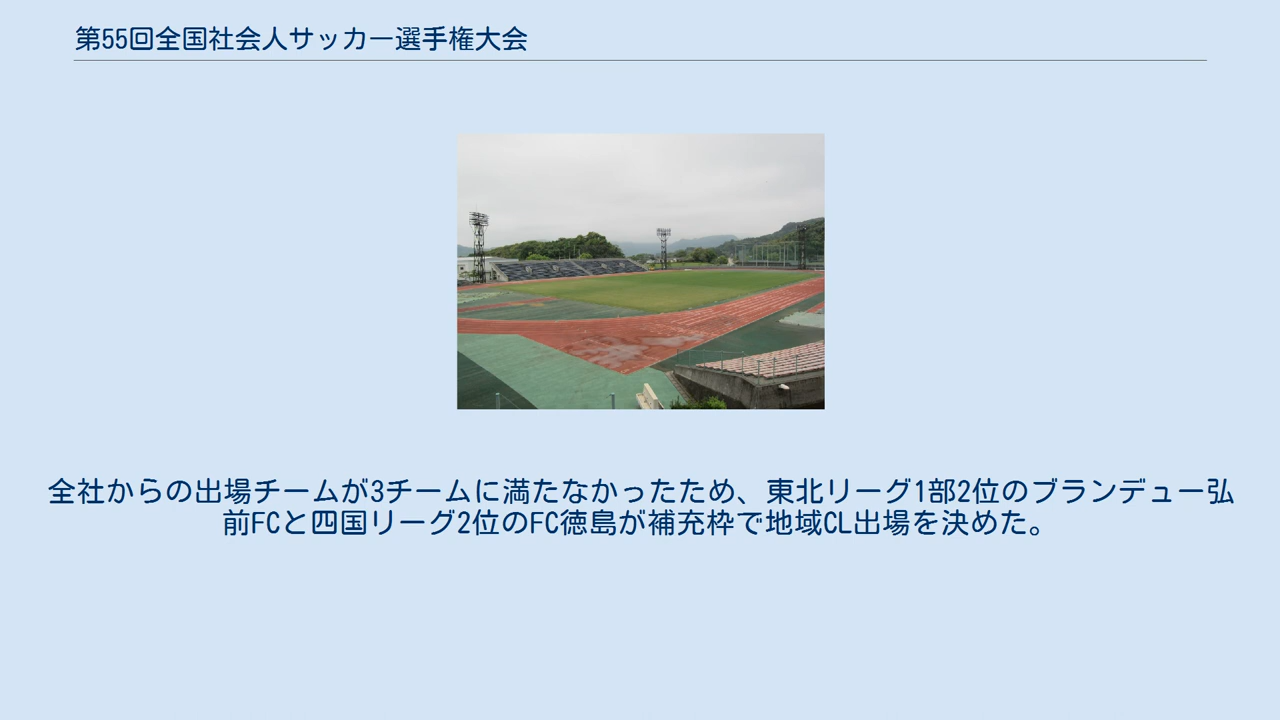 第55回全国社会人サッカー選手権大会
全社からの出場チームが3チームに満たなかったため、東北リーグ1部2位のブランデュー弘
前FCと四国リーグ2位のFC徳島が補充枠で地域CL出場を決めた。